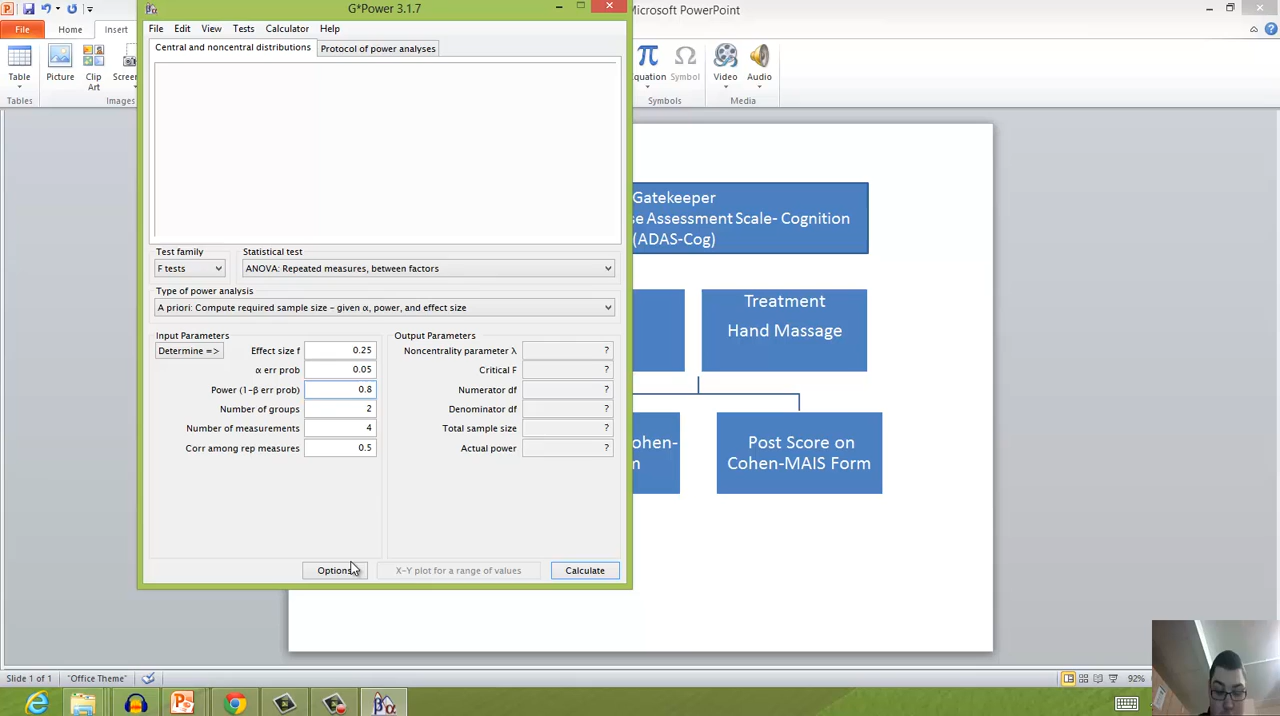 G*Power 3.1.7
Microsoft PowerPoint
File
Home
Insert
Table
Picture
Clip
Art
Screen
Tables
Images
Equation
Symbol
Video
Audio
Symbols
Media
File Edit View Tests Calculator Help
Central and noncentral distributions
Protocol of power analyses
Test family
Statistical test
F tests
ANOVA: Repeated measures, between factors
Type of power analysis
A priori: Compute required sample size – given α, power, and effect size
Input Parameters
Output Parameters
Determine =>
Effect size f 0.25
Noncentrality parameter λ ?
α err prob 0.05
Critical F ?
Power (1-β err prob) 0.8
Numerator df ?
Number of groups 2
Denominator df ?
Number of measurements 4
Total sample size ?
Corr among rep measures 0.5
Actual power ?
Options
X-Y plot for a range of values
Calculate
Gatekeeper
se Assessment Scale- Cognition
(ADAS-Cog)
Treatment
Hand Massage
ohen-
m
Post Score on
Cohen-MAIS Form
Slide 1 of 1
"Office Theme"
92%